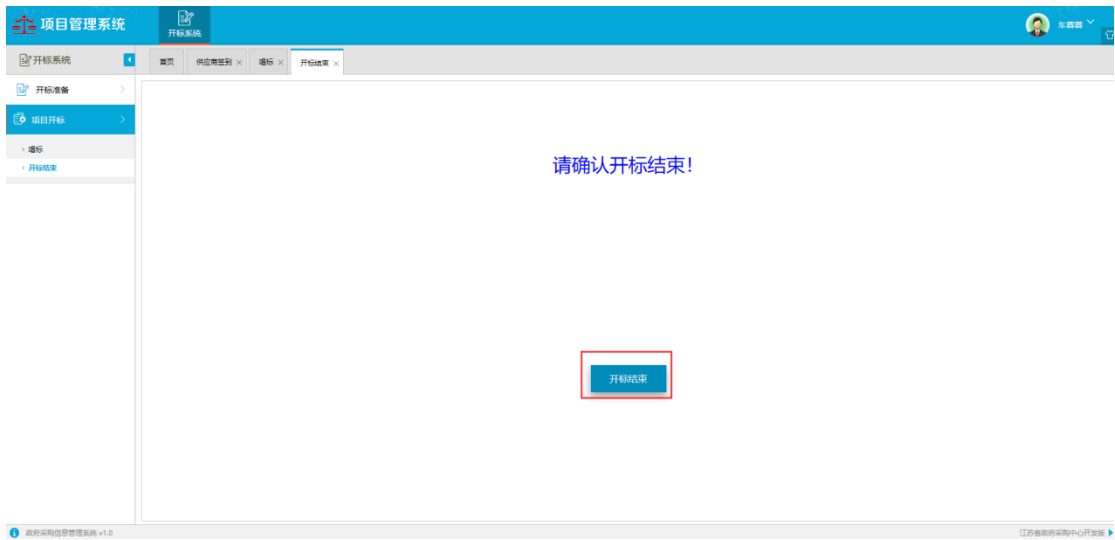 项目管理系统
开标系统
车蓉蓉
开标系统
首页
供应商签到
唱标
开标结束
开标准备
项目开标
唱标
开标结束
请确认开标结束！
开标结束
政府采购信息管理系统 v1.0
江苏省政府采购中心开发版